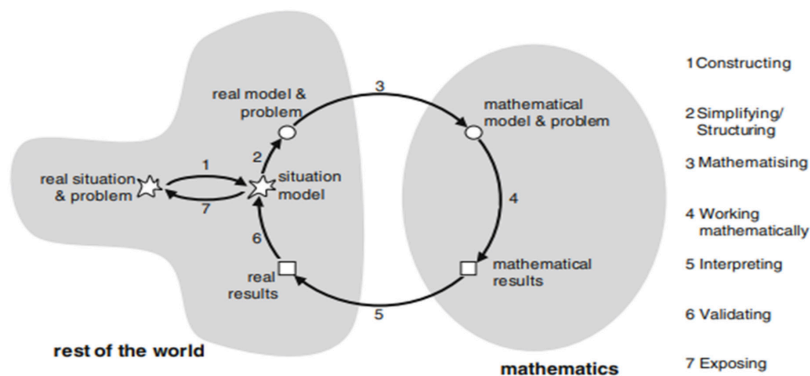 real model &
problem
3
mathematical
model & problem
1
2
real situation
& problem
situation
model
7
4
6
real
results
mathematical
results
5
rest of the world
mathematics
1 Constructing
2 Simplifying/
Structuring
3 Mathematising
4 Working
mathematically
5 Interpreting
6 Validating
7 Exposing